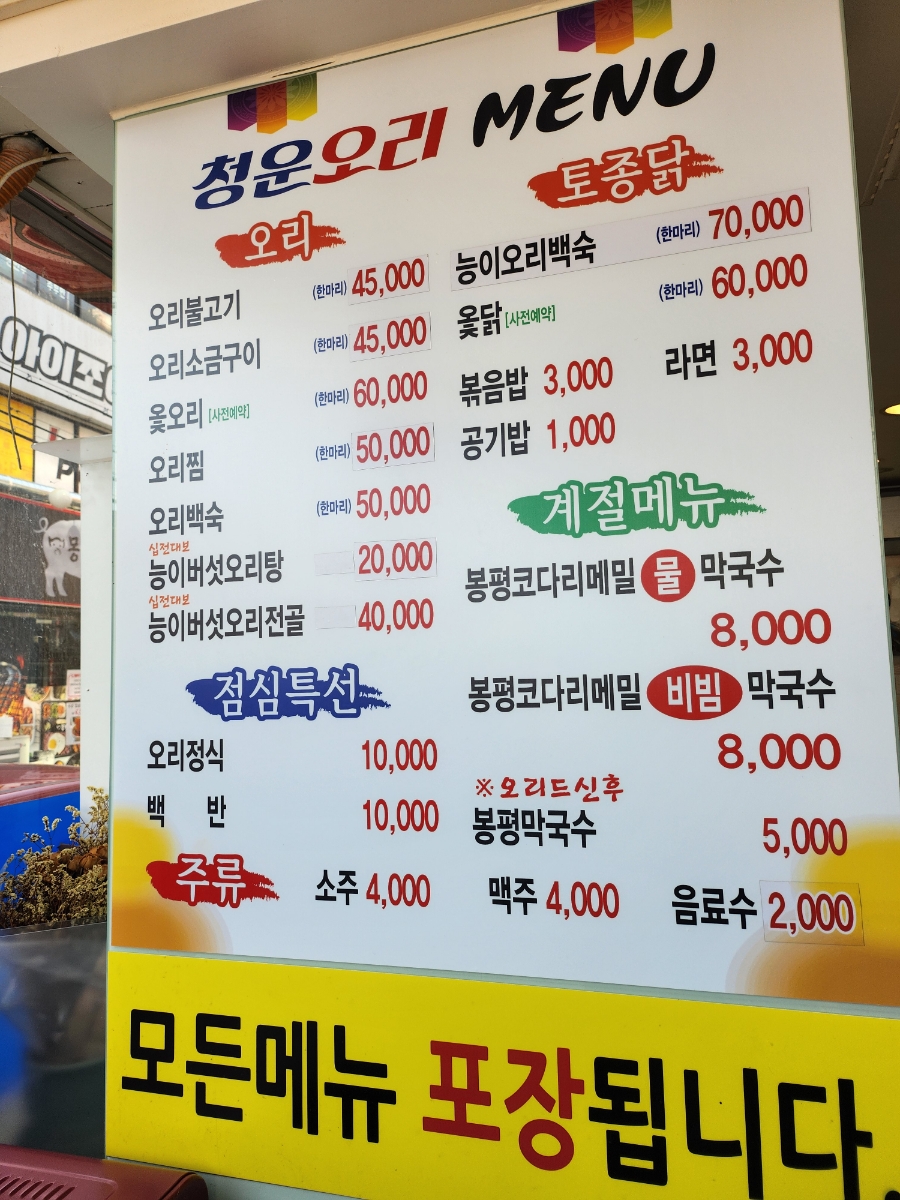 청운오리 MENU
오리
오리불고기 (한마리) 45,000
오리소금구이 (한마리) 45,000
옻오리 [사전예약] (한마리) 60,000
오리찜 (한마리) 50,000
오리백숙 (한마리) 50,000
십전대보
능이버섯오리탕 20,000
십전대보
능이버섯오리전골 40,000
점심특선
오리정식 10,000
백 반 10,000
토종닭
능이오리백숙 (한마리) 70,000
옻닭 [사전예약] (한마리) 60,000
볶음밥 3,000 라면 3,000
공기밥 1,000
계절메뉴
봉평코다리메밀 물 막국수
8,000
봉평코다리메밀 비빔 막국수
8,000
※오리드신후
봉평막국수 5,000
주류 소주 4,000 맥주 4,000 음료수 2,000
모든메뉴 포장됩니다.
아이조